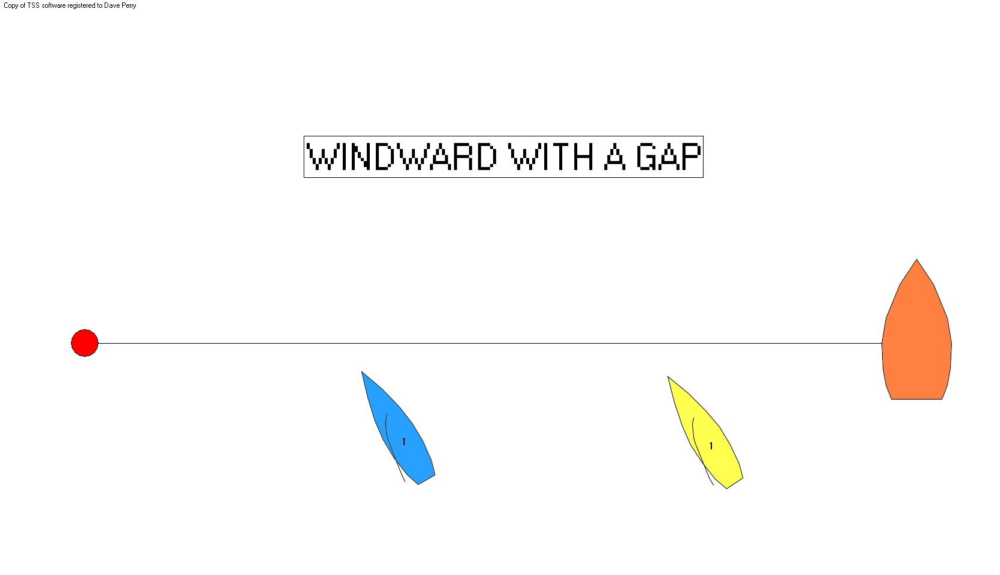 Copy of TSS software registered to Dave Perry
WINDWARD WITH A GAP
1
1